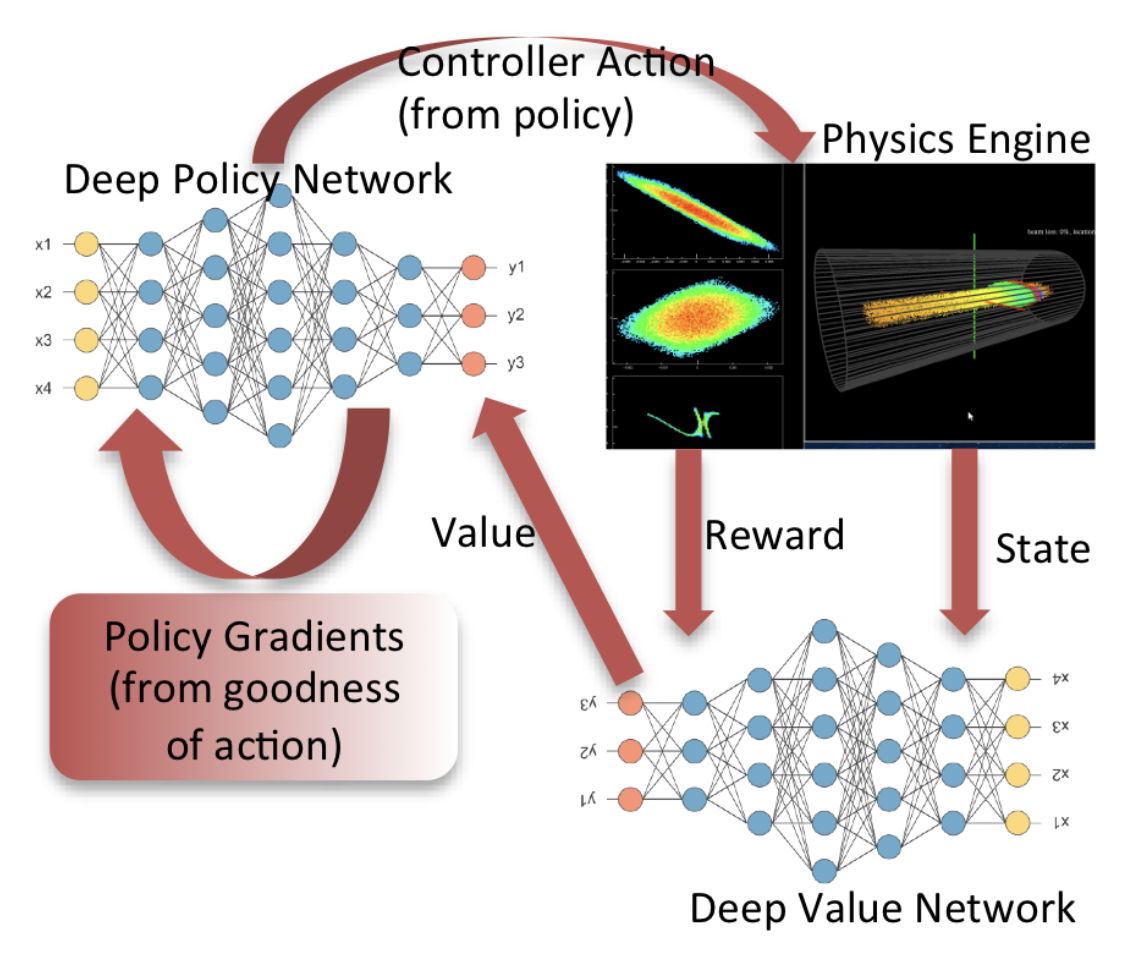 Controller Action
(from policy)
Physics Engine
Deep Policy Network
beam loss: 0%, location
x1
x2
x3
x4
y1
y2
y3
Value
Reward
State
Policy Gradients
(from goodness
of action)
y3
y2
y1
x4
x3
x2
x1
Deep Value Network